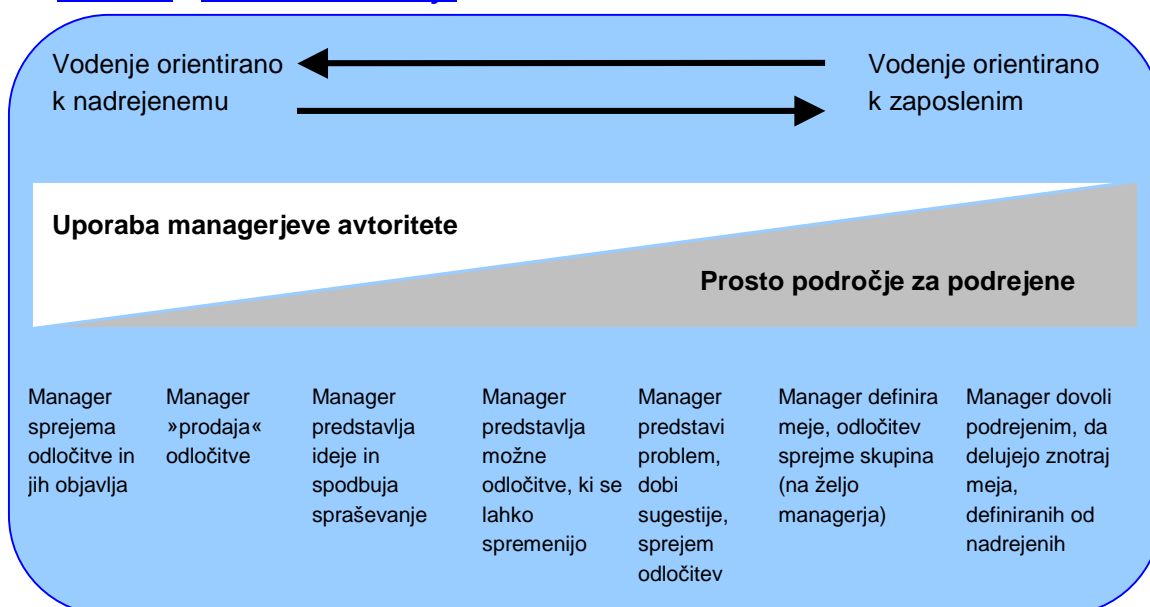 Vodenje orientirano
k nadrejenemu
Vodenje orientirano
k zaposlenim
Uporaba managerjeve avtoritete
Prosto področje za podrejene
Manager
sprejema
odločitve in
jih objavlja
Manager
»prodaja«
odločitve
Manager
predstavlja
ideje in
spodbuja
spraševanje
Manager
predstavlja
možne
odločitve, ki se
lahko
spremenijo
Manager
predstavi
problem,
dobi
sugestije,
sprejem
odločitev
Manager definira
meje, odločitev
sprejme skupina
(na željo
managerja)
Manager dovoli
podrejenim, da
delujejo znotraj
meja,
definiranih od
nadrejenih